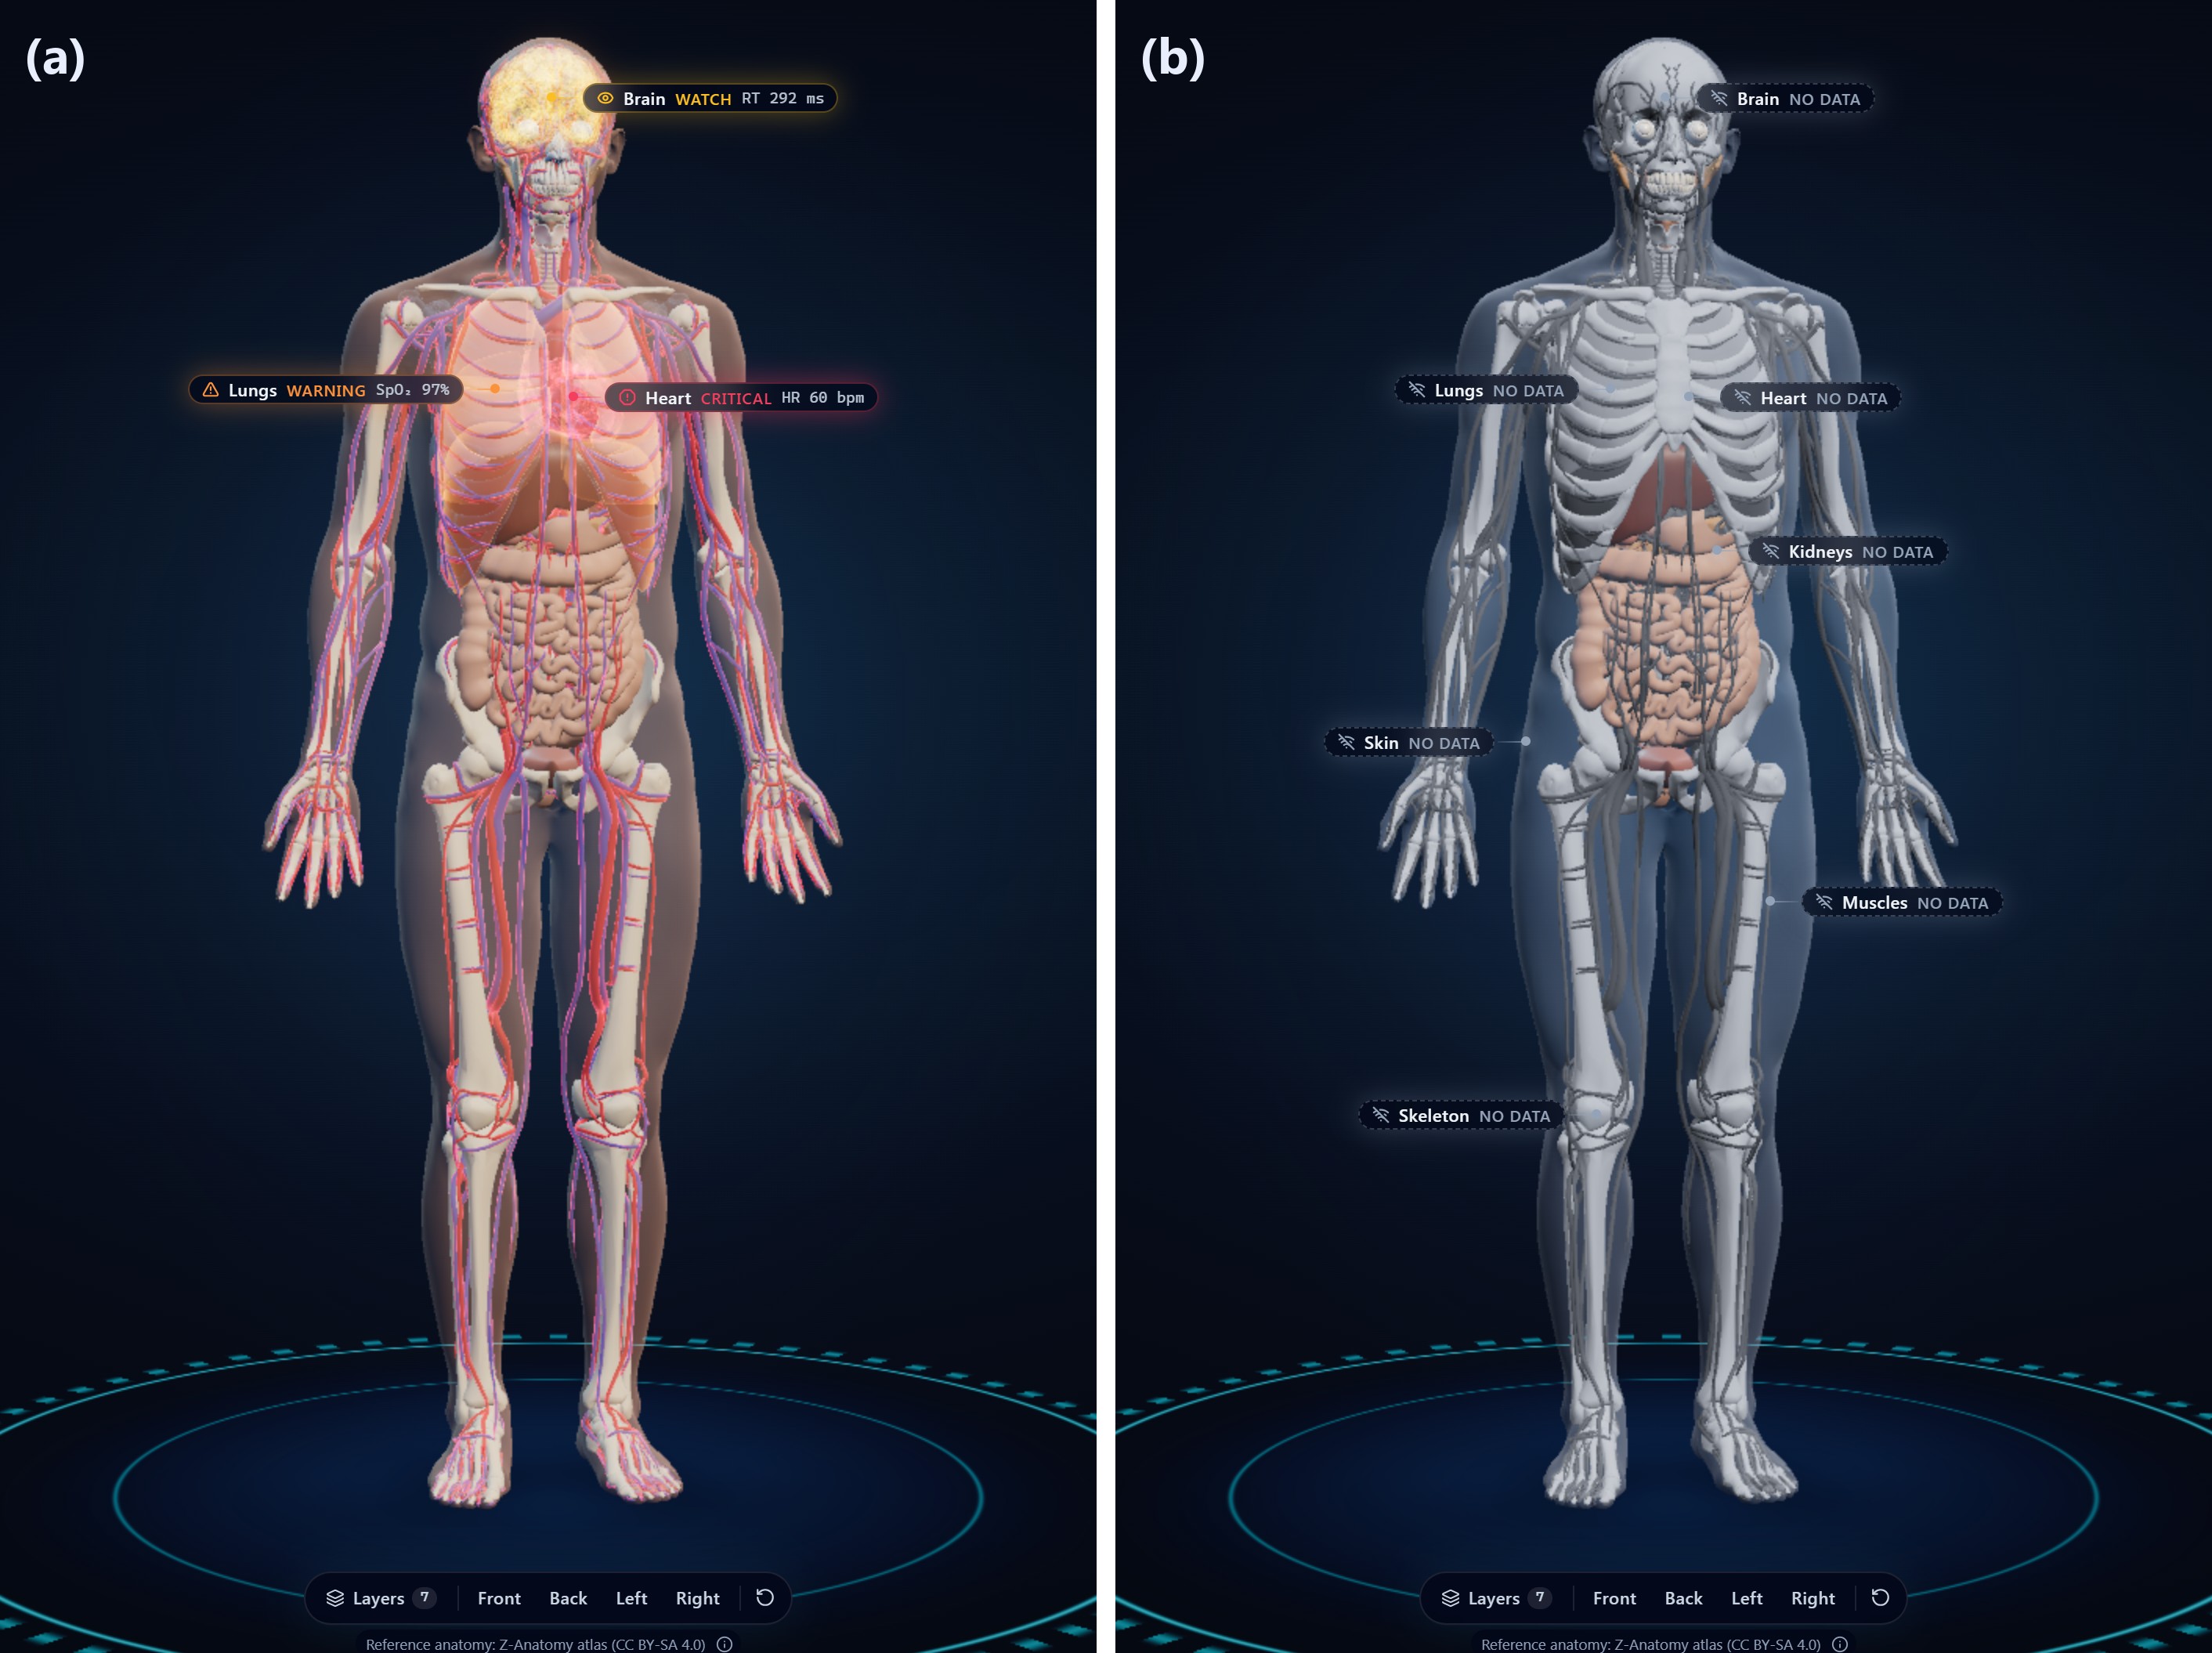 (a)
Brain WATCH RT 292 ms
Lungs WARNING SpO₂ 97%
Heart CRITICAL HR 60 bpm
Layers 7 Front Back Left Right
Reference anatomy: Z-Anatomy atlas (CC BY-SA 4.0)
(b)
Brain NO DATA
Lungs NO DATA
Heart NO DATA
Kidneys NO DATA
Skin NO DATA
Muscles NO DATA
Skeleton NO DATA
Layers 7 Front Back Left Right
Reference anatomy: Z-Anatomy atlas (CC BY-SA 4.0)